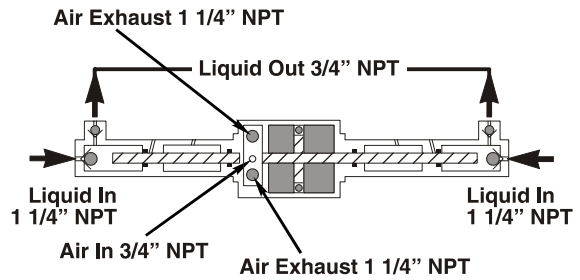 Air Exhaust 1 1/4” NPT
Liquid Out 3/4” NPT
Liquid In
1 1/4” NPT
Liquid In
1 1/4” NPT
Air In 3/4” NPT
Air Exhaust 1 1/4” NPT